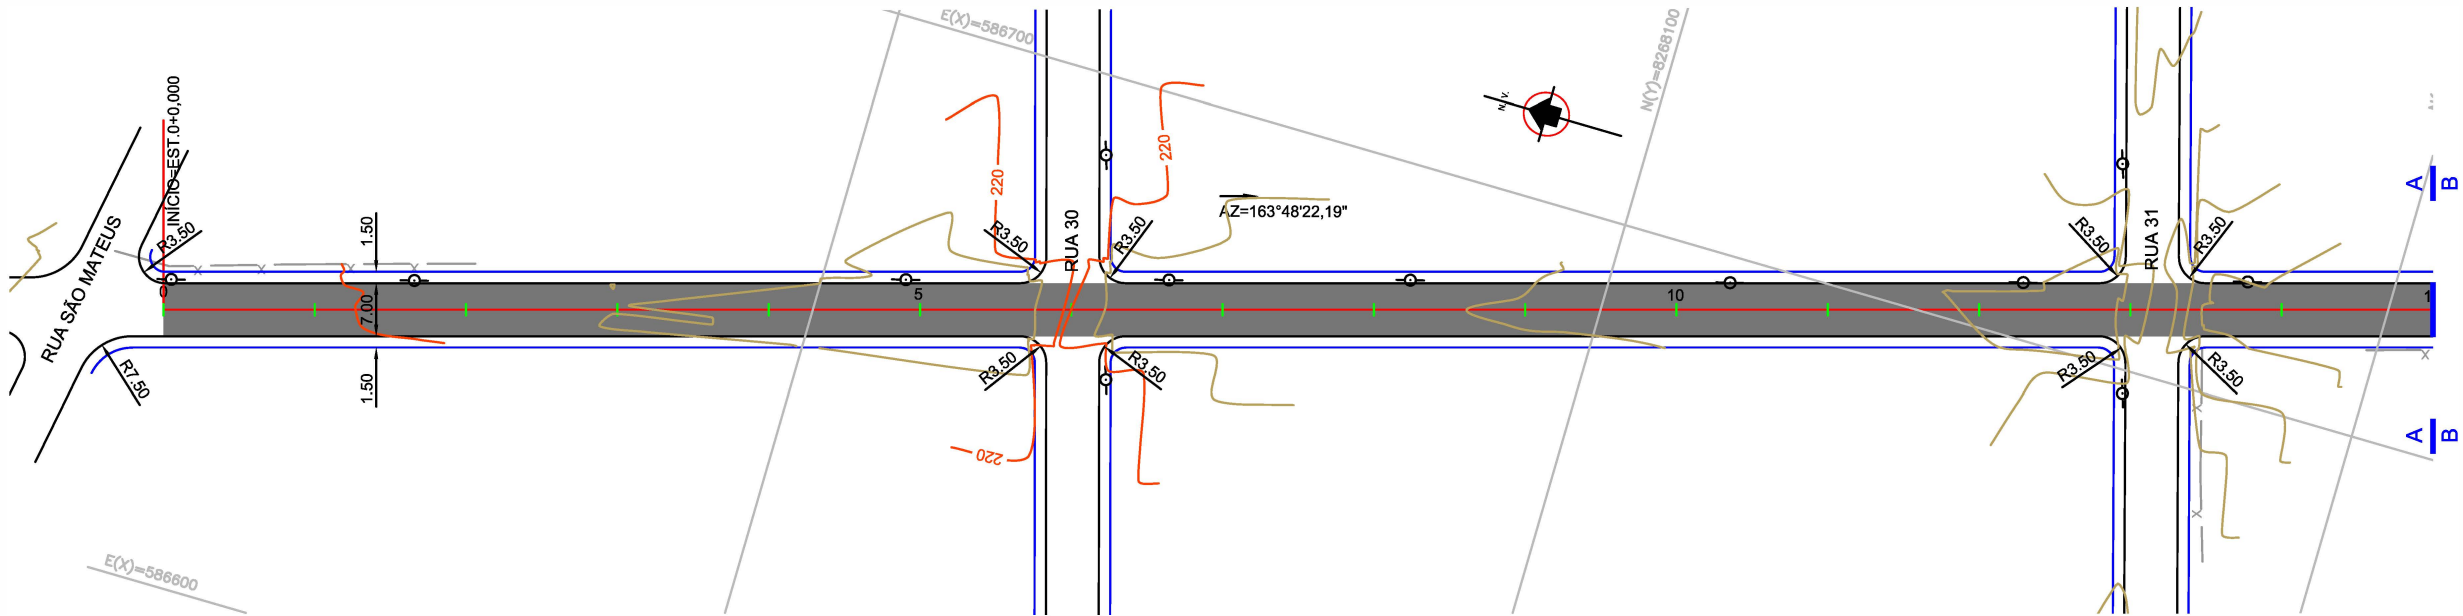 E(X)=586700
N(Y)=8268100
INÍCIO=EST.0+0,000
N.V.
220
220
A
B
AZ=163°48'22,19"
RUA SÃO MATEUS
R3.50
1.50
R3.50
RUA 30
R3.50
R3.50
RUA 31
R3.50
0
5
10
1
7.00
R7.50
1.50
R3.50
R3.50
R3.50
R3.50
220
A
B
E(X)=586600